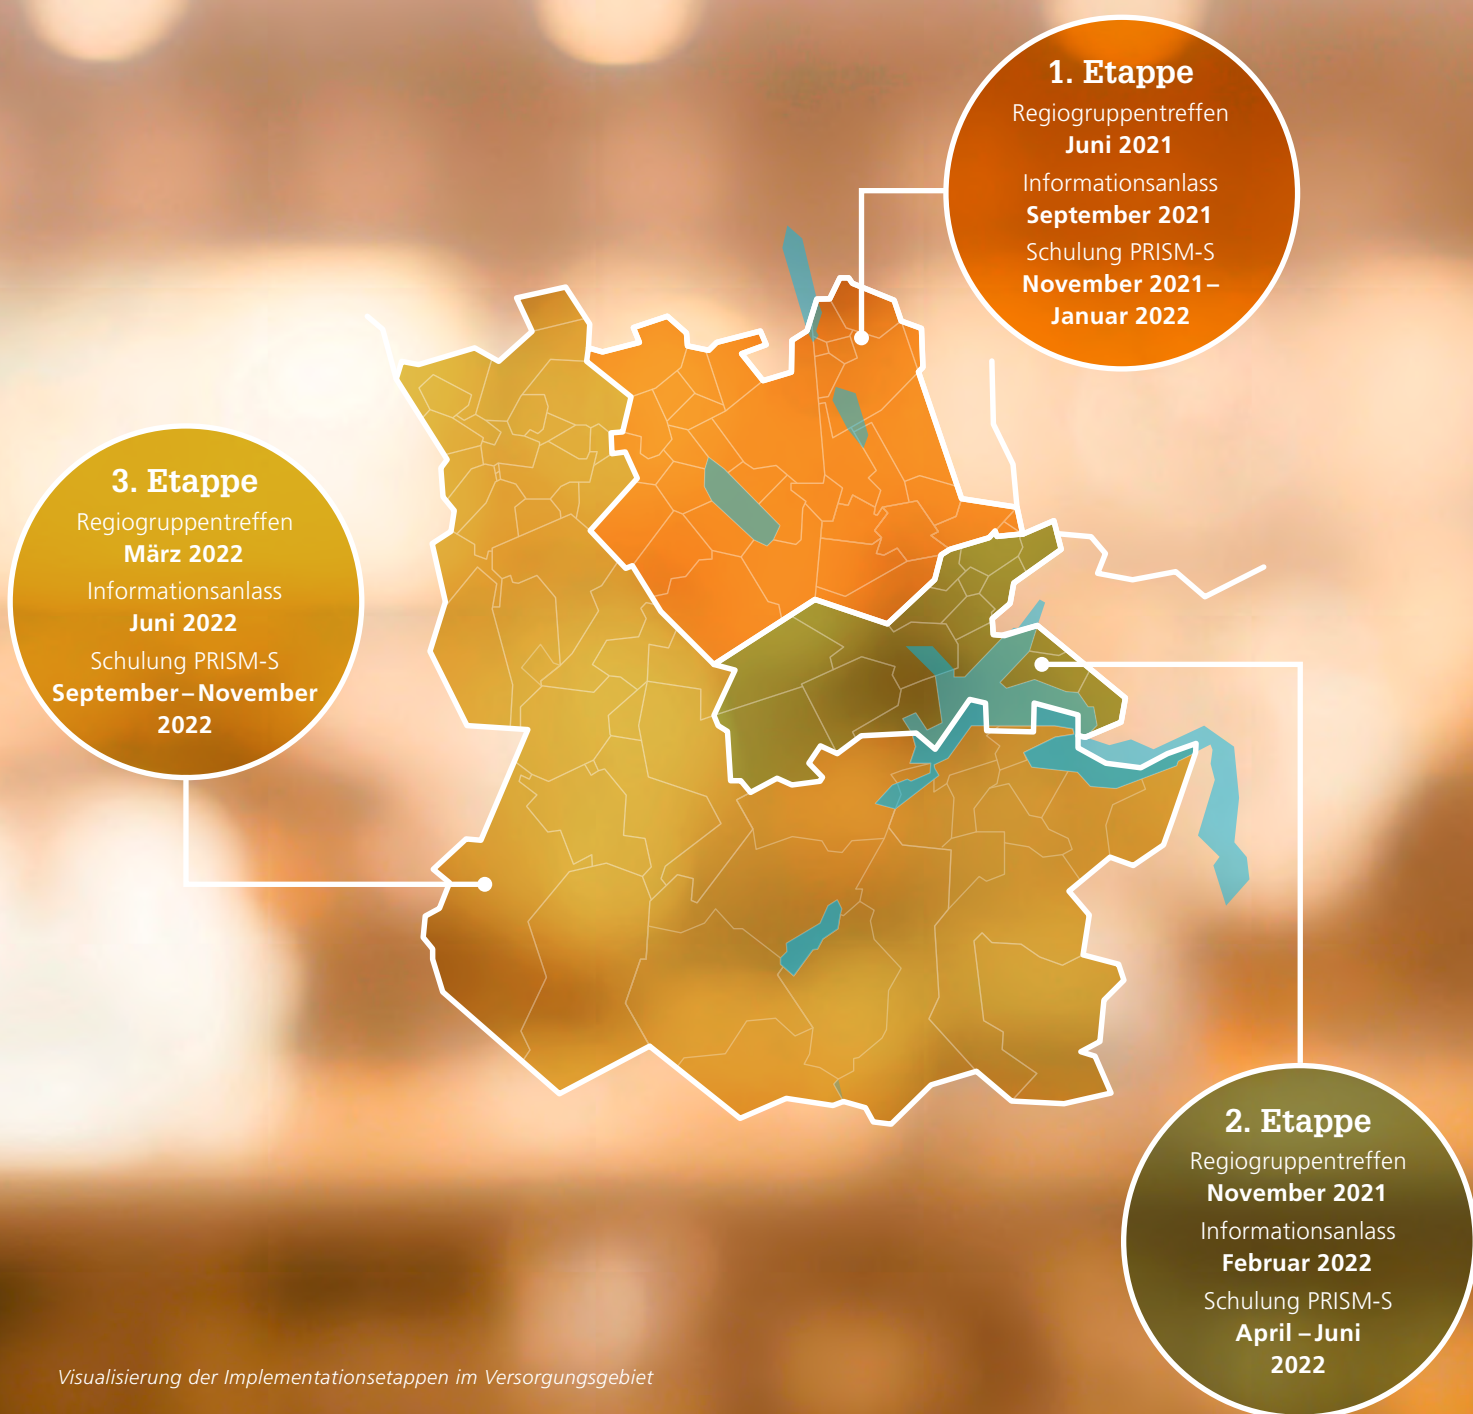 1. Etappe
Regiogruppentreffen
Juni 2021
Informationsanlass
September 2021
Schulung PRISM-S
November 2021–
Januar 2022
3. Etappe
Regiogruppentreffen
März 2022
Informationsanlass
Juni 2022
Schulung PRISM-S
September–November
2022
2. Etappe
Regiogruppentreffen
November 2021
Informationsanlass
Februar 2022
Schulung PRISM-S
April – Juni
2022
Visualisierung der Implementationsetappen im Versorgungsgebiet